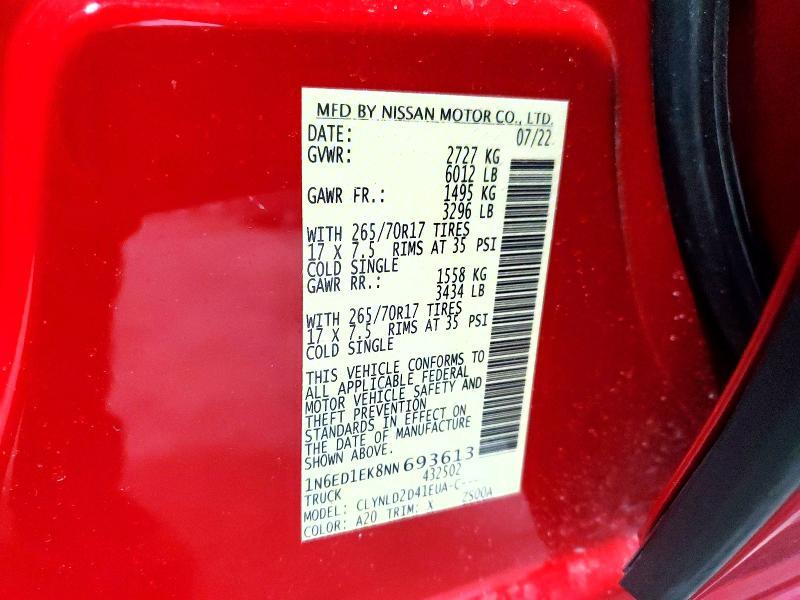 MFD BY NISSAN MOTOR CO., LTD.
DATE: 07/22
GVWR: 2727 KG
6012 LB
GAWR FR.: 1495 KG
3296 LB
WITH 265/70R17 TIRES
17 X 7.5 RIMS AT 35 PSI
COLD SINGLE
GAWR RR.: 1558 KG
3434 LB
WITH 265/70R17 TIRES
17 X 7.5 RIMS AT 35 PSI
COLD SINGLE
THIS VEHICLE CONFORMS TO
ALL APPLICABLE FEDERAL
MOTOR VEHICLE SAFETY AND
THEFT PREVENTION
STANDARDS IN EFFECT ON
THE DATE OF MANUFACTURE
SHOWN ABOVE.
1N6ED1EK8NN693613
TRUCK 432502
MODEL: CLYNLD2D41EUA-C---
COLOR: A20 TRIM: X 2500A